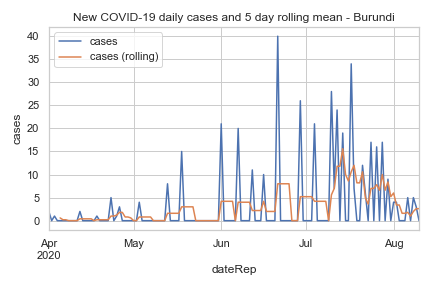 New COVID-19 daily cases and 5 day rolling mean - Burundi
cases
cases (rolling)
cases
40
35
30
25
20
15
10
5
0
Apr
2020
May
Jun
Jul
Aug
dateRep